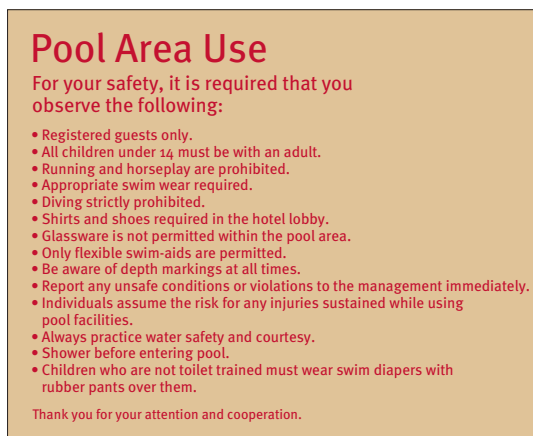 Pool Area Use
For your safety, it is required that you
observe the following:
• Registered guests only.
• All children under 14 must be with an adult.
• Running and horseplay are prohibited.
• Appropriate swim wear required.
• Diving strictly prohibited.
• Shirts and shoes required in the hotel lobby.
• Glassware is not permitted within the pool area.
• Only flexible swim-aids are permitted.
• Be aware of depth markings at all times.
• Report any unsafe conditions or violations to the management immediately.
• Individuals assume the risk for any injuries sustained while using
pool facilities.
• Always practice water safety and courtesy.
• Shower before entering pool.
• Children who are not toilet trained must wear swim diapers with
rubber pants over them.
Thank you for your attention and cooperation.